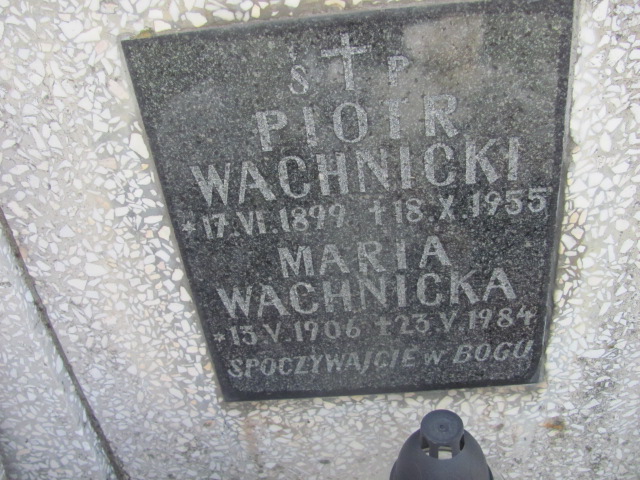 Ś P
PIOTR
WACHNICKI
*17.VI.1899 †18.X.1955
MARIA
WACHNICKA
*13.V.1906 †23.V.1984
SPOCZYWAJCIE w BOGU